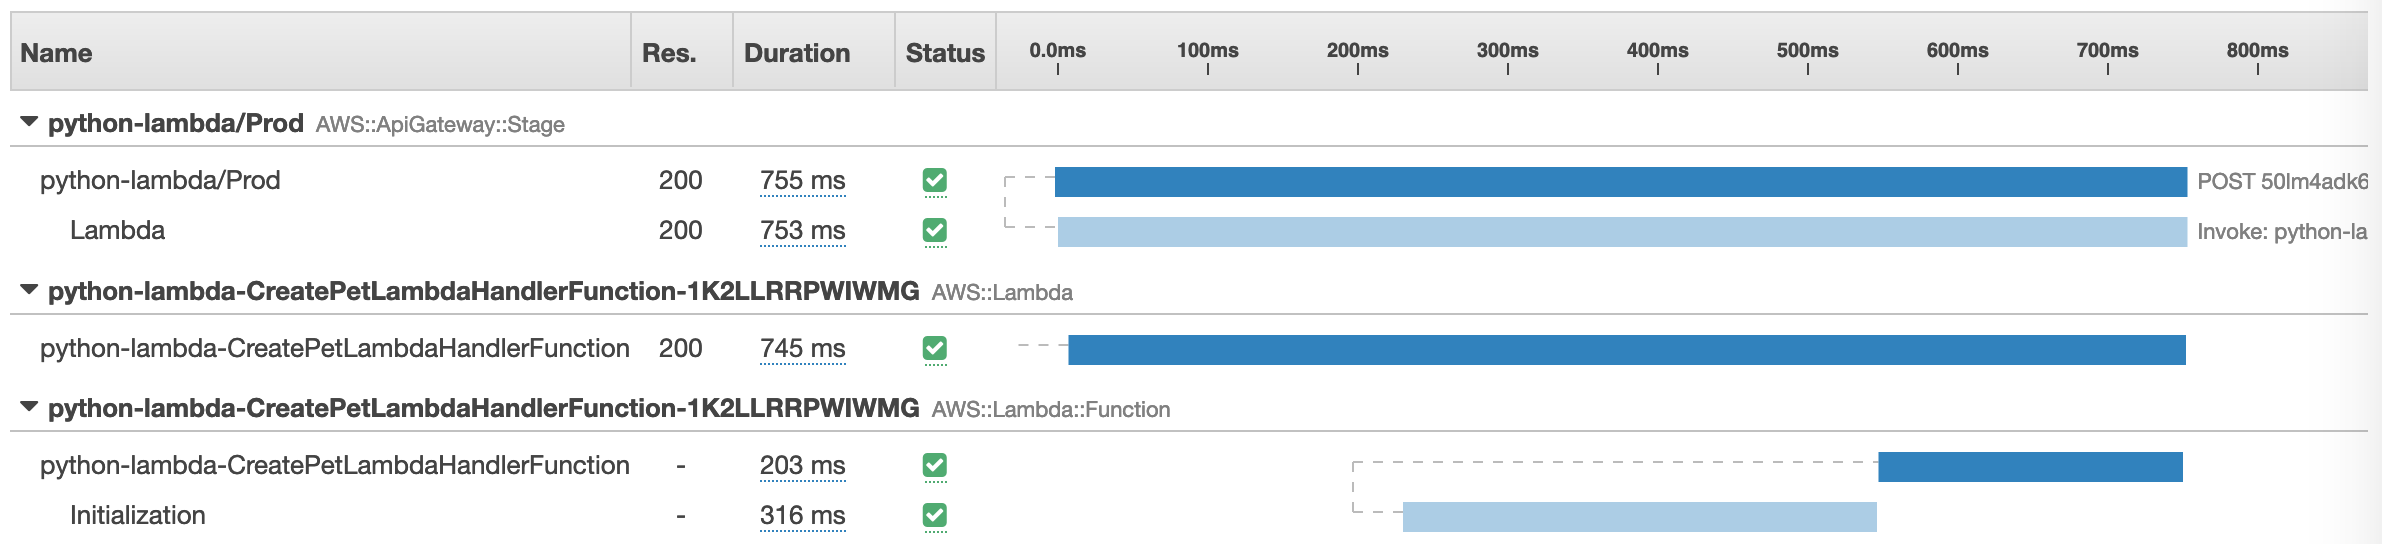 Name Res. Duration Status 0.0ms 100ms 200ms 300ms 400ms 500ms 600ms 700ms 800ms
python-lambda/Prod AWS::ApiGateway::Stage
python-lambda/Prod 200 755 ms POST 50lm4adk6
Lambda 200 753 ms Invoke: python-la
python-lambda-CreatePetLambdaHandlerFunction-1K2LLRRPWIWMG AWS::Lambda
python-lambda-CreatePetLambdaHandlerFunction 200 745 ms
python-lambda-CreatePetLambdaHandlerFunction-1K2LLRRPWIWMG AWS::Lambda::Function
python-lambda-CreatePetLambdaHandlerFunction - 203 ms
Initialization - 316 ms